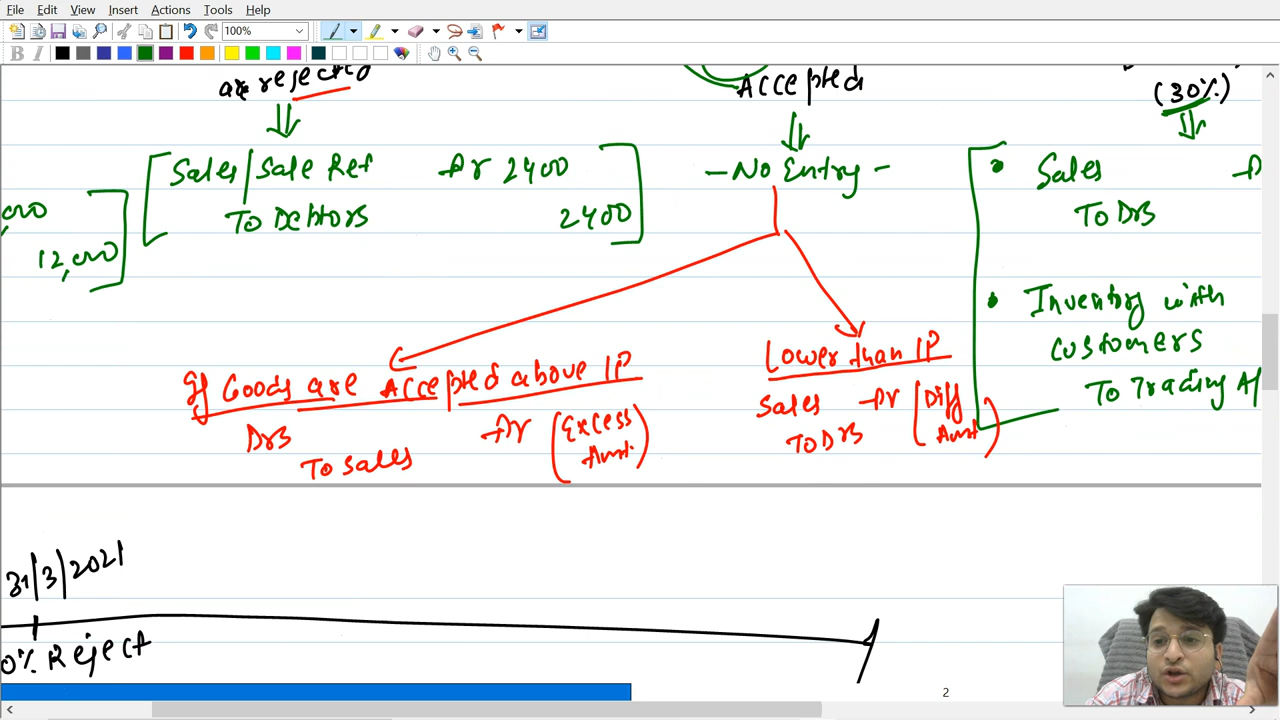 File Edit View Insert Actions Tools Help
100%
B I
are rejected
Accepted
(30%)
Sales/Sale Ret Dr 2400
To Debtors 2400
12,000
- No Entry -
• Sales
To Drs
• Inventory with
customers
To Trading A/
If Goods are Accepted above IP
Drs Dr (Excess
Amt.)
To Sales
Lower than IP
Sales Dr (Diff
Amt)
To Drs
31/3/2021
0% Reject
2